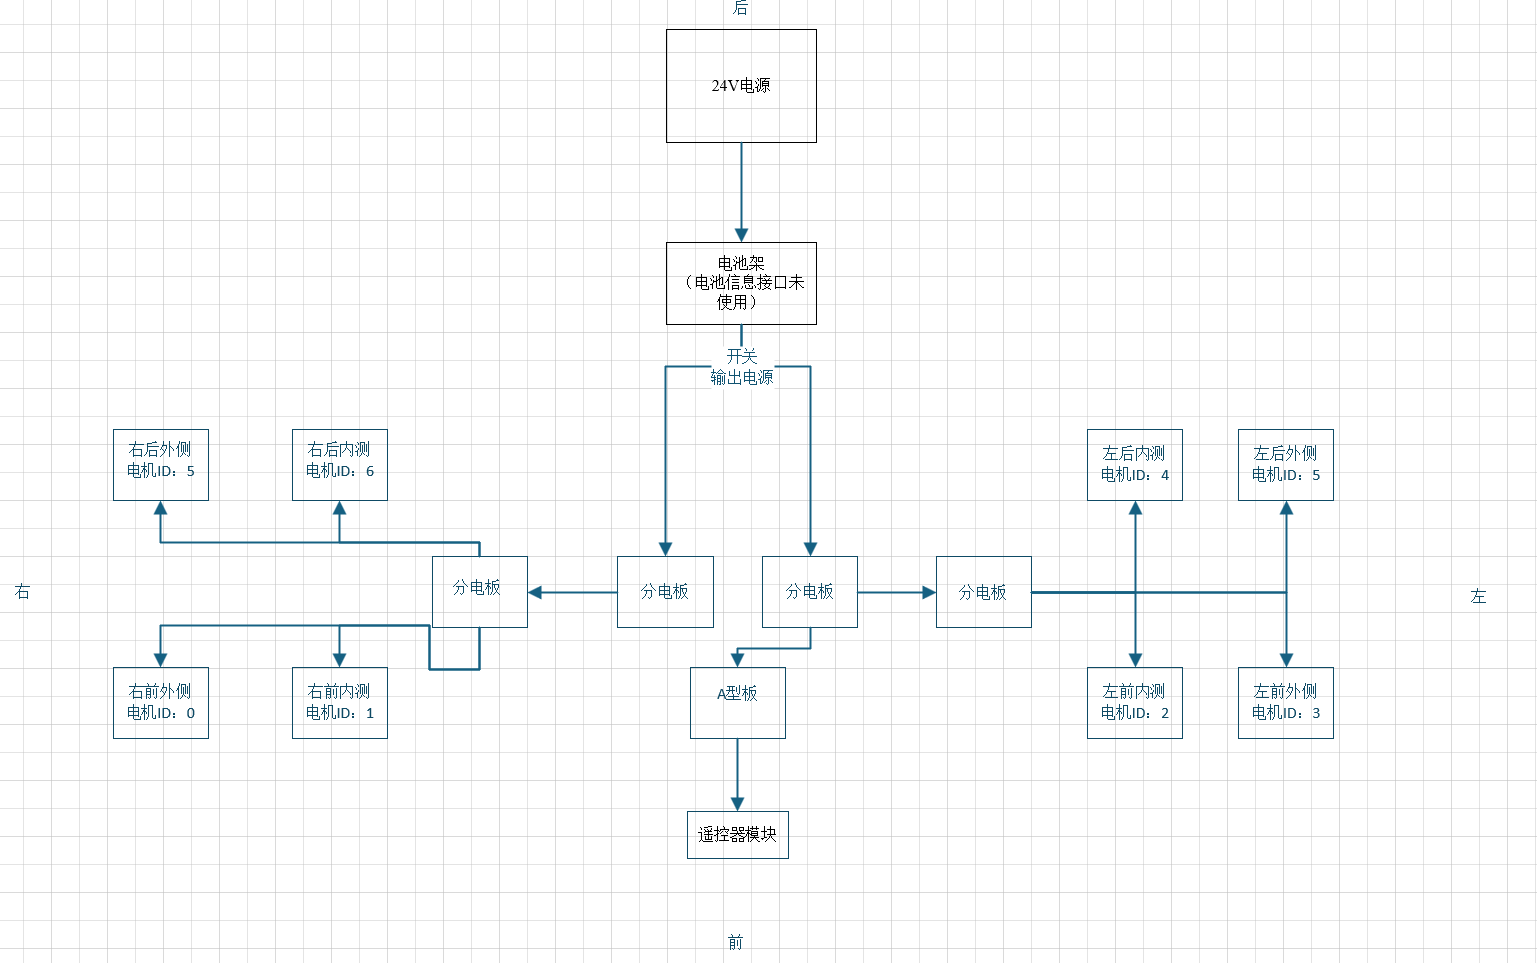 后
24V电源
电池架
（电池信息接口未
使用）
开关
输出电源
右后外侧
电机ID：5
右后内测
电机ID：6
左后内测
电机ID：4
左后外侧
电机ID：5
右
分电板
分电板
分电板
分电板
左
右前外侧
电机ID：0
右前内测
电机ID：1
A型板
左前内测
电机ID：2
左前外侧
电机ID：3
遥控器模块
前